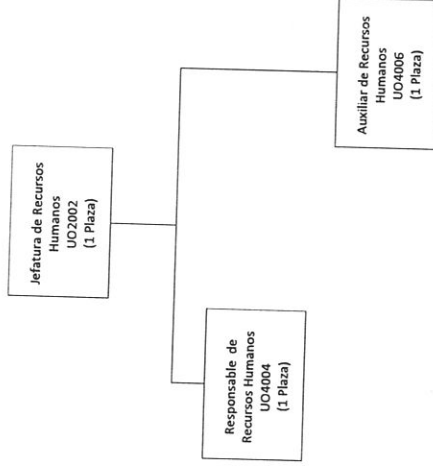 Jefatura de Recursos
Humanos
UO2002
(1 Plaza)
Responsable de
Recursos Humanos
UO4004
(1 Plaza)
Auxiliar de Recursos
Humanos
UO4006
(1 Plaza)